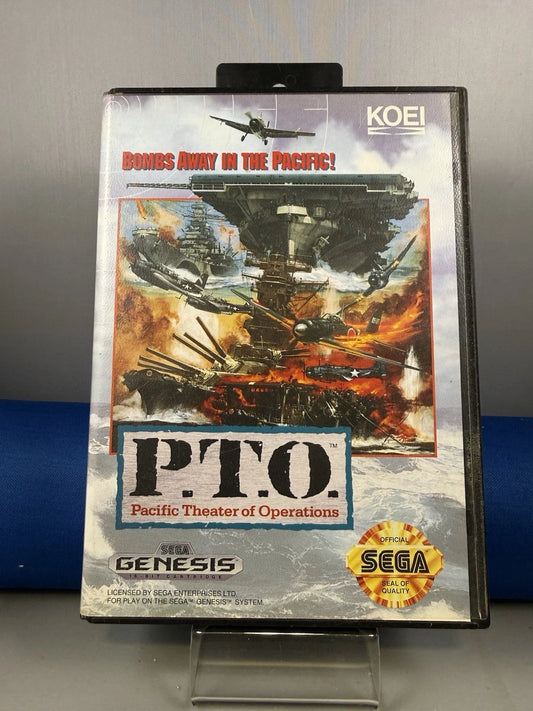 KOEI
BOMBS AWAY IN THE PACIFIC!
P.T.O.™
Pacific Theater of Operations
SEGA
GENESIS
16-BIT CARTRIDGE
LICENSED BY SEGA ENTERPRISES LTD.
FOR PLAY ON THE SEGA™ GENESIS™ SYSTEM.
OFFICIAL
SEGA
SEAL OF
QUALITY